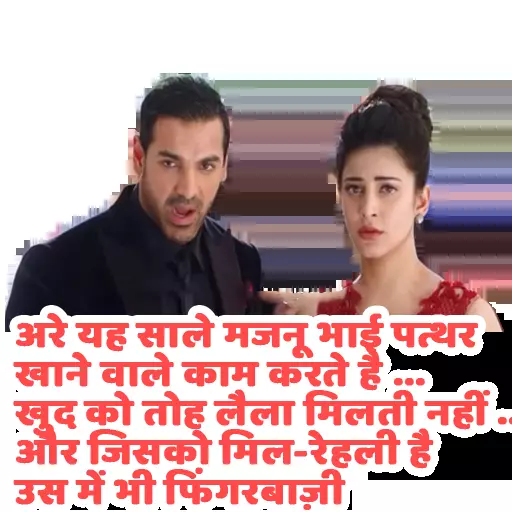 अरे यह साले मजनू भाई पत्थर
खाने वाले काम करते है ...
खुद को तोह लैला मिलती नहीं ..
और जिसको मिल-रेहली है
उस में भी फिंगरबाज़ी